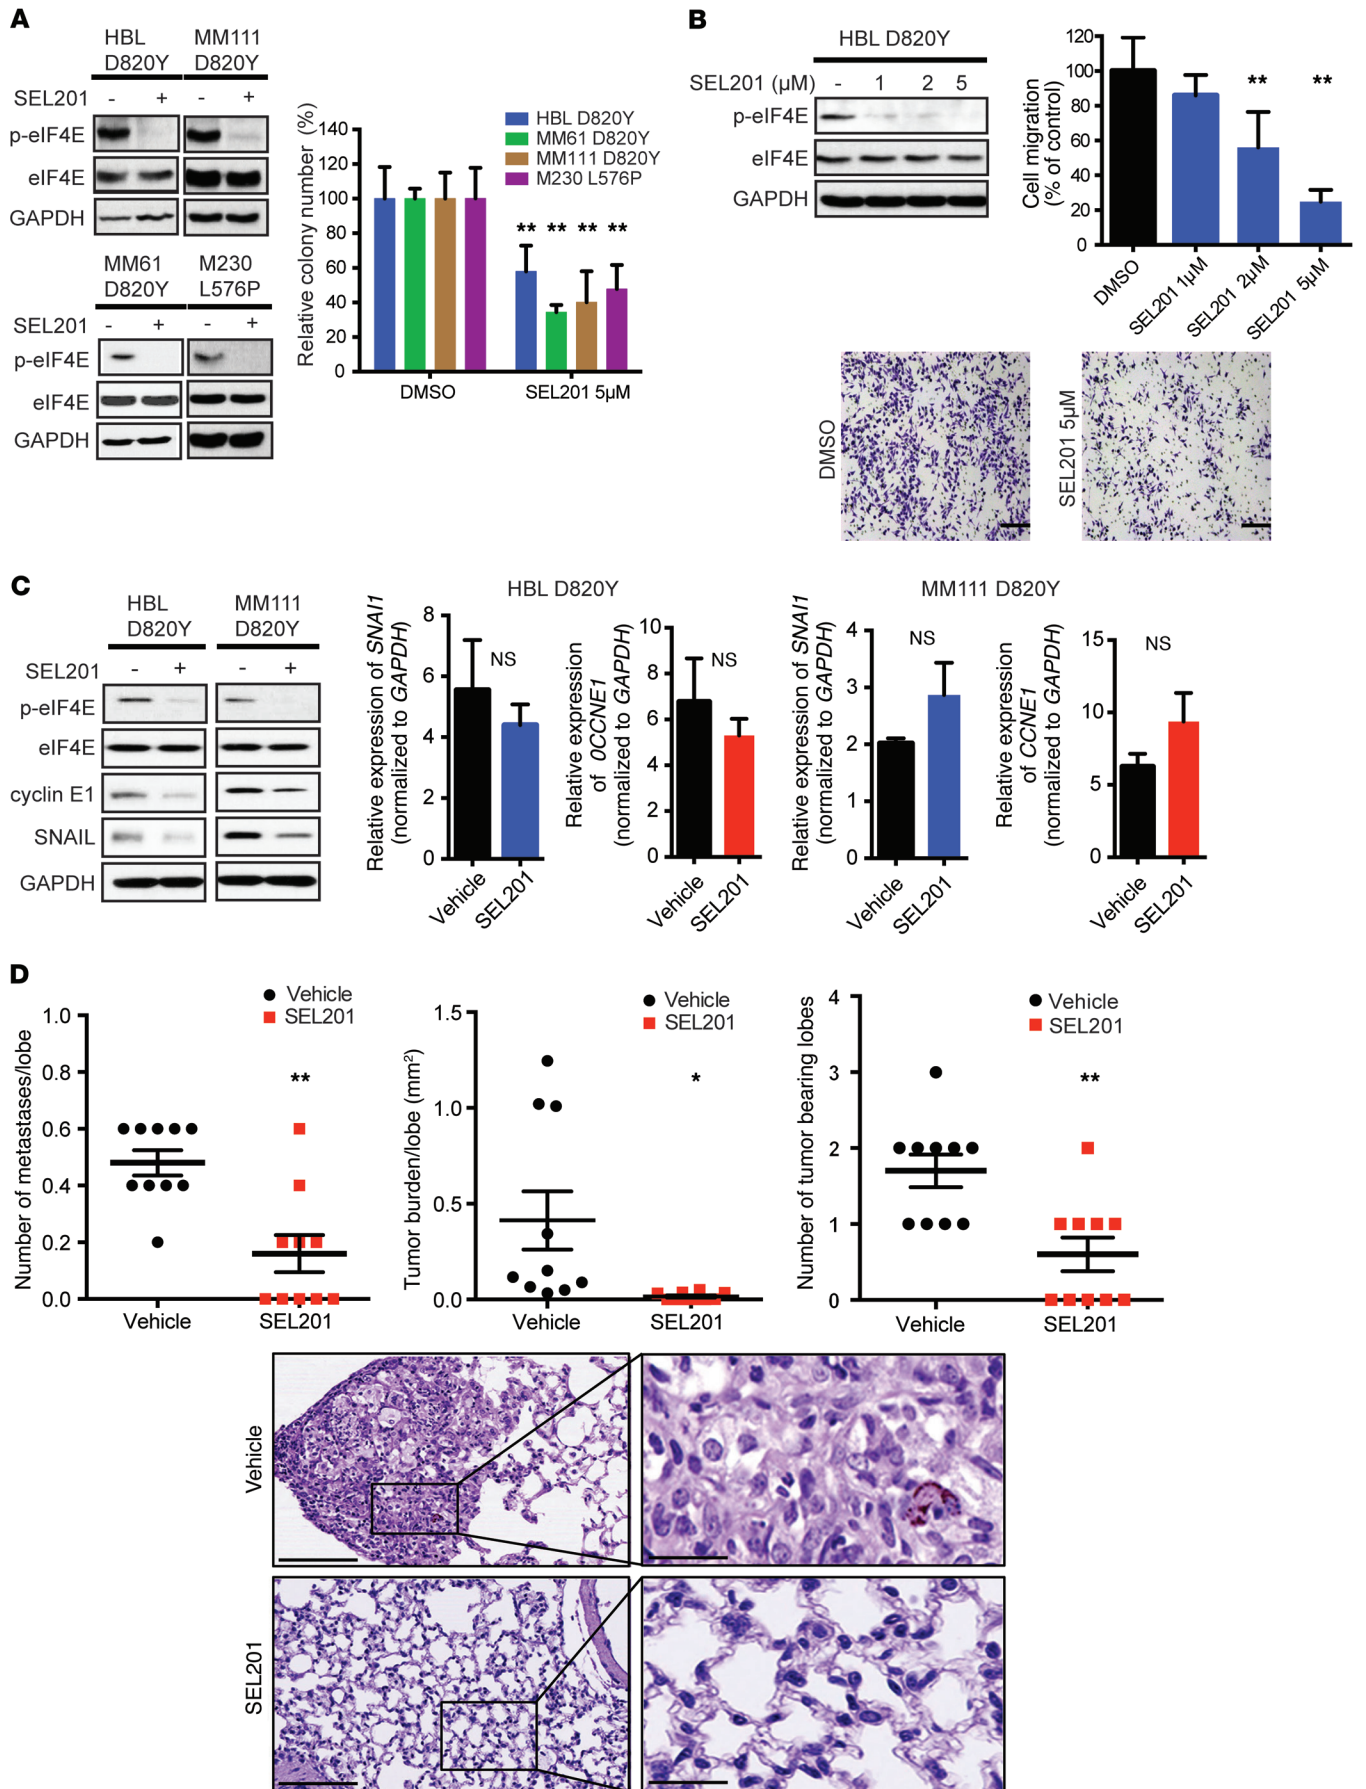 A
HBL
D820Y
MM111
D820Y
SEL201
- + - +
p-eIF4E
eIF4E
GAPDH
MM61
D820Y
M230
L576P
SEL201
- + - +
p-eIF4E
eIF4E
GAPDH
Relative colony number (%)
140
120
100
80
60
40
20
0
HBL D820Y
MM61 D820Y
MM111 D820Y
M230 L576P
** ** ** **
DMSO
SEL201 5µM
B
HBL D820Y
SEL201 (µM) - 1 2 5
p-eIF4E
eIF4E
GAPDH
Cell migration
(% of control)
120
100
80
60
40
20
0
** **
DMSO
SEL201 1µM
SEL201 2µM
SEL201 5µM
DMSO
SEL201 5µM
C
HBL
D820Y
MM111
D820Y
SEL201
- + - +
p-eIF4E
eIF4E
cyclin E1
SNAIL
GAPDH
HBL D820Y
Relative expression of SNAI1
(normalized to GAPDH)
8
6
4
2
0
NS
Vehicle
SEL201
Relative expression
of 0CCNE1
(normalized to GAPDH)
10
8
6
4
2
0
NS
Vehicle
SEL201
MM111 D820Y
Relative expression of SNAI1
(normalized to GAPDH)
4
3
2
1
0
NS
Vehicle
SEL201
Relative expression
of CCNE1
(normalized to GAPDH)
15
10
5
0
NS
Vehicle
SEL201
D
Number of metastases/lobe
1.0
0.8
0.6
0.4
0.2
0.0
Vehicle
SEL201
**
Vehicle
SEL201
Tumor burden/lobe (mm²)
1.5
1.0
0.5
0.0
Vehicle
SEL201
*
Vehicle
SEL201
Number of tumor bearing lobes
4
3
2
1
0
Vehicle
SEL201
**
Vehicle
SEL201
Vehicle
SEL201